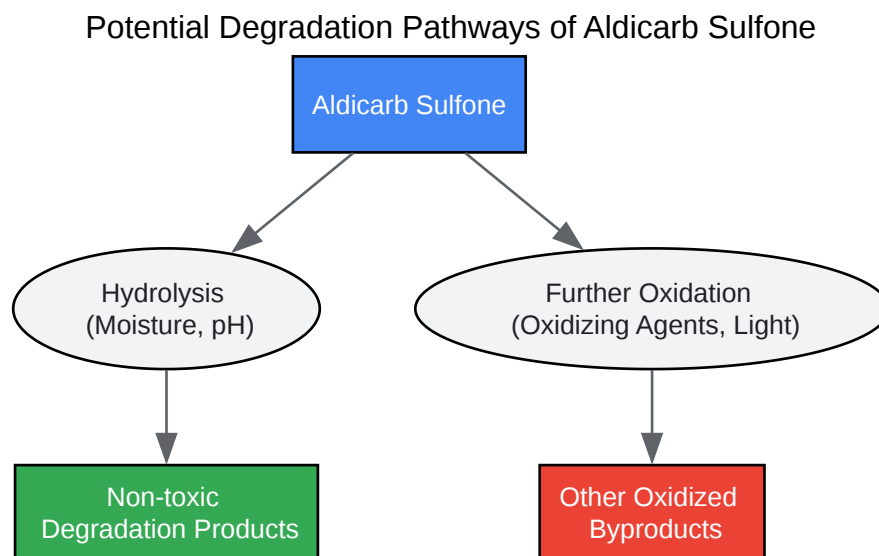 Potential Degradation Pathways of Aldicarb Sulfone
Aldicarb Sulfone
Hydrolysis
(Moisture, pH)
Further Oxidation
(Oxidizing Agents, Light)
Non-toxic
Degradation Products
Other Oxidized
Byproducts